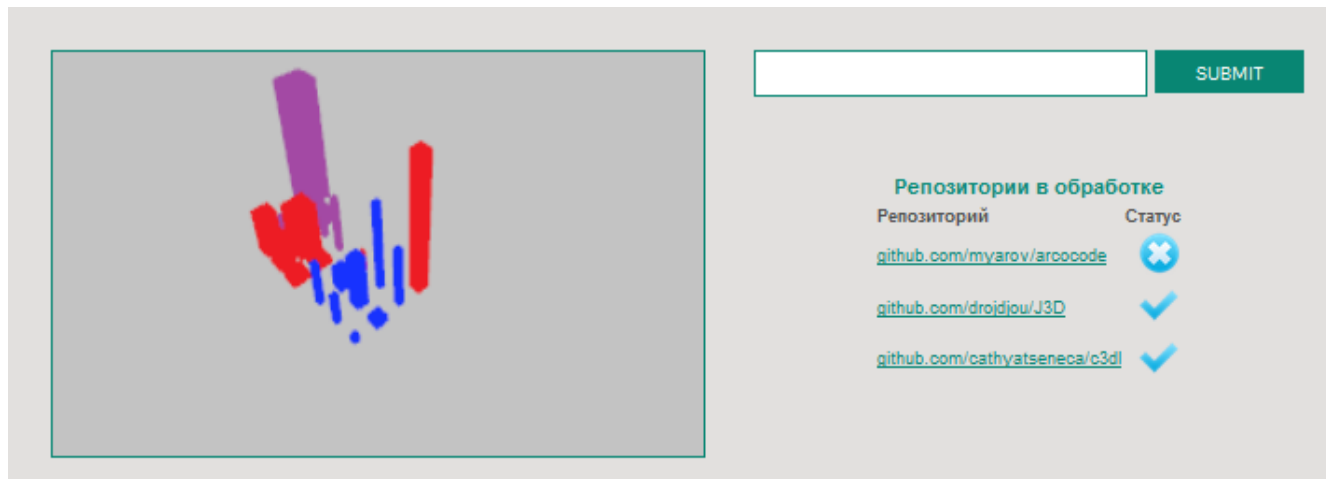 SUBMIT
Репозитории в обработке
Репозиторий Статус
github.com/myarov/arcocode
github.com/drojdjou/J3D
github.com/cathyatseneca/c3dl